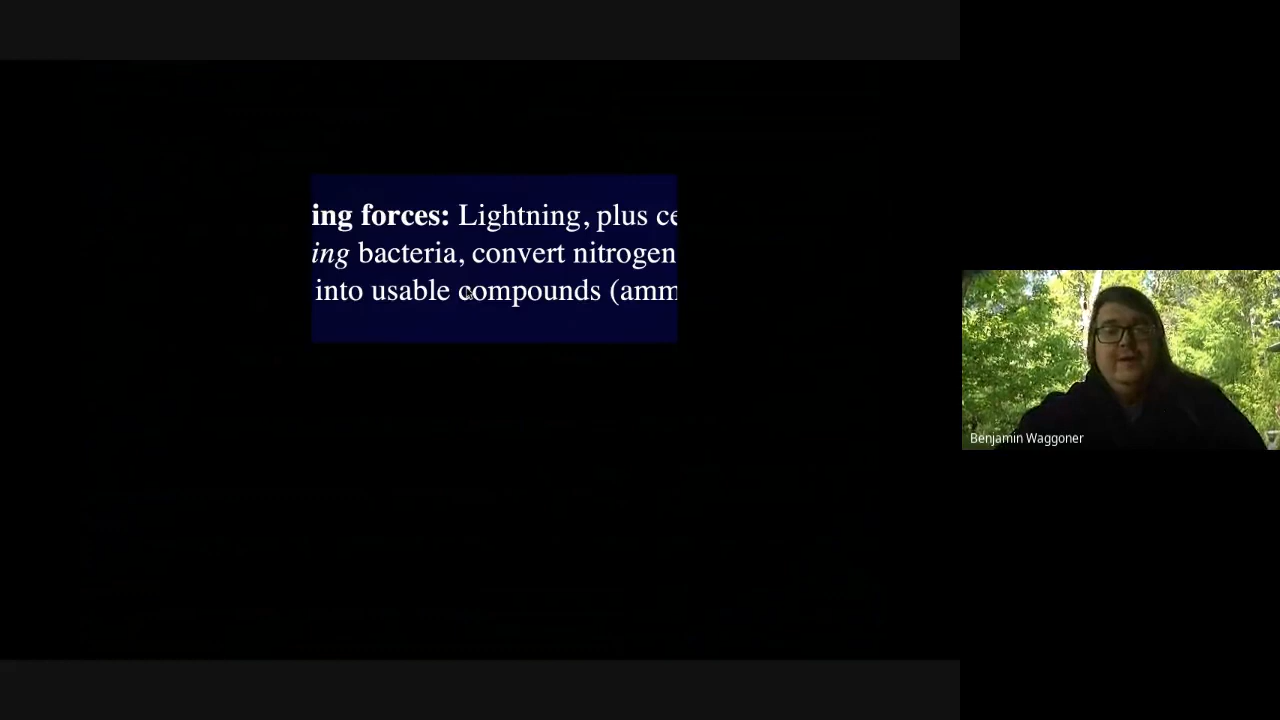 ing forces: Lightning, plus ce
ing bacteria, convert nitrogen
into usable compounds (amm
Benjamin Waggoner